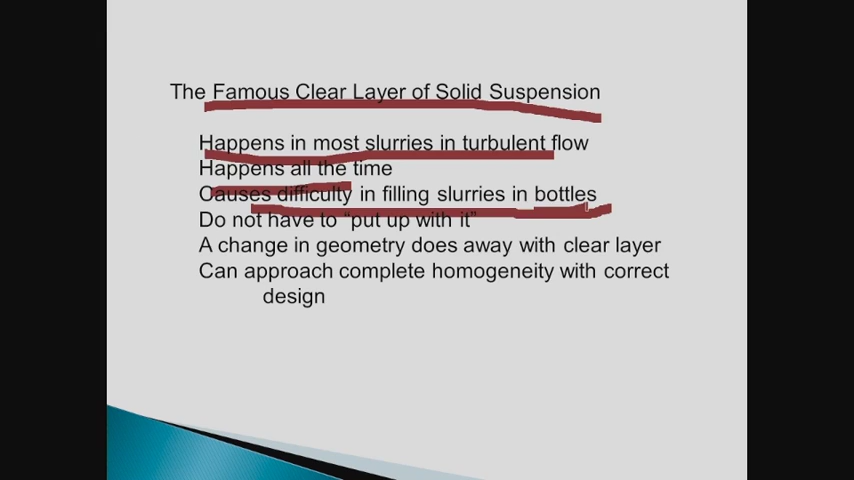 The Famous Clear Layer of Solid Suspension
Happens in most slurries in turbulent flow
Happens all the time
Causes difficulty in filling slurries in bottles
Do not have to “put up with it”
A change in geometry does away with clear layer
Can approach complete homogeneity with correct
design